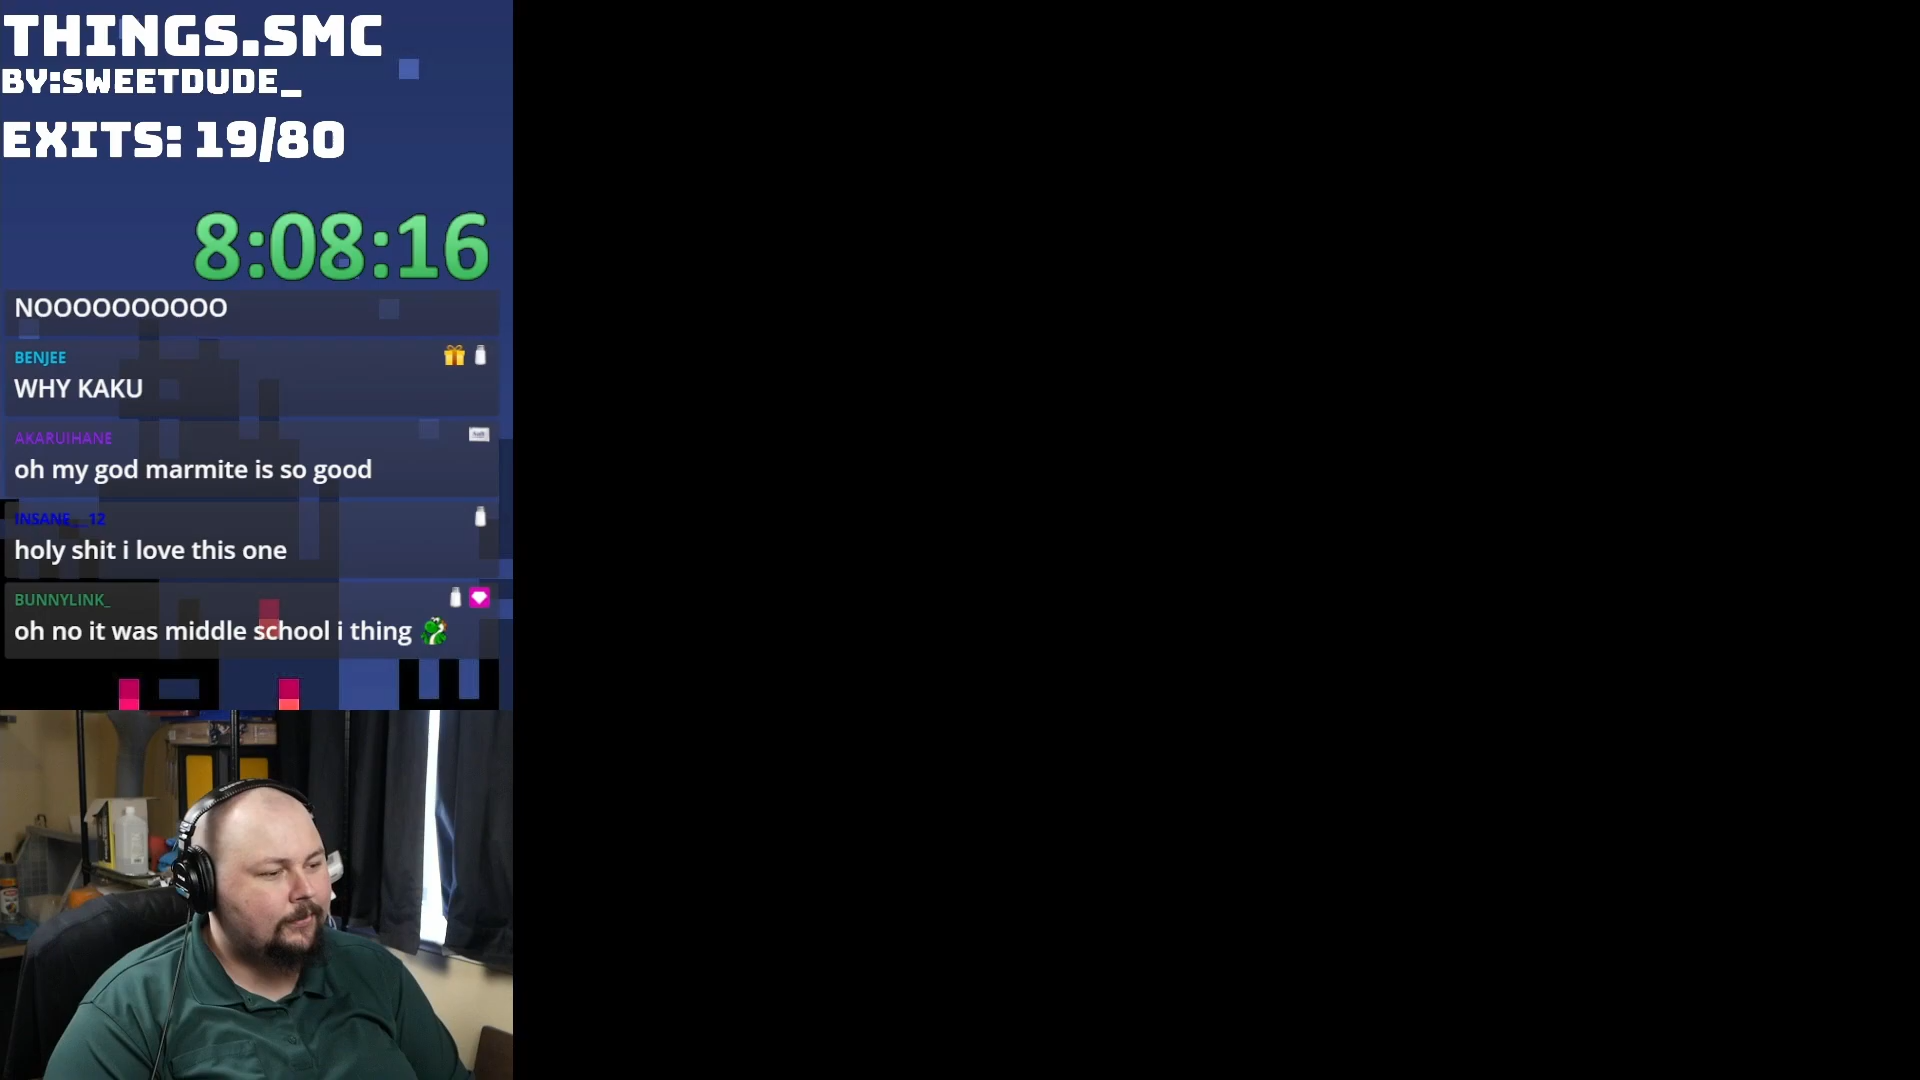 THINGS.SMC
BY:SWEETDUDE_
EXITS: 19/80
8:08:16
NOOOOOOOOOO
BENJEE
WHY KAKU
AKARUIHANE
oh my god marmite is so good
INSANE__12
holy shit i love this one
BUNNYLINK_
oh no it was middle school i thing